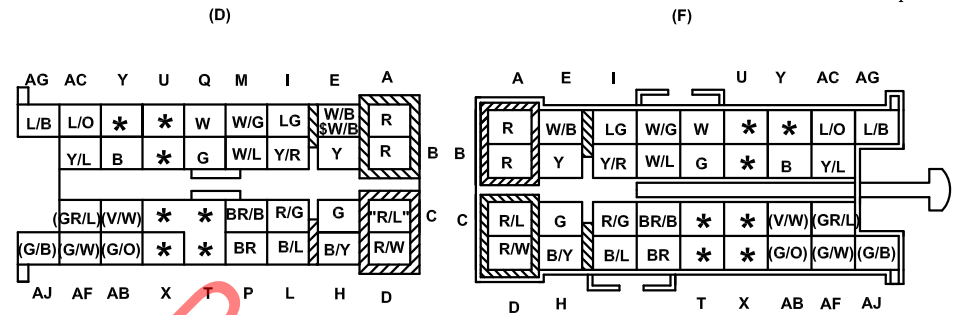 (D) (F)
AG AC Y U Q M I E A A E I U Y AC AG
L/B L/O * * W W/G LG W/B $W/B R R W/B LG W/G W * * L/O L/B
Y/L B * G W/L Y/R Y R B B R Y Y/R W/L G * B Y/L
(GR/L) (V/W) * * BR/B R/G G "R/L" C C R/L G R/G BR/B * * (V/W) (GR/L)
(G/B) (G/W) (G/O) * * BR B/L B/Y R/W R/W B/Y B/L BR * * (G/O) (G/W) (G/B)
AJ AF AB X T P L H D D H T X AB AF AJ